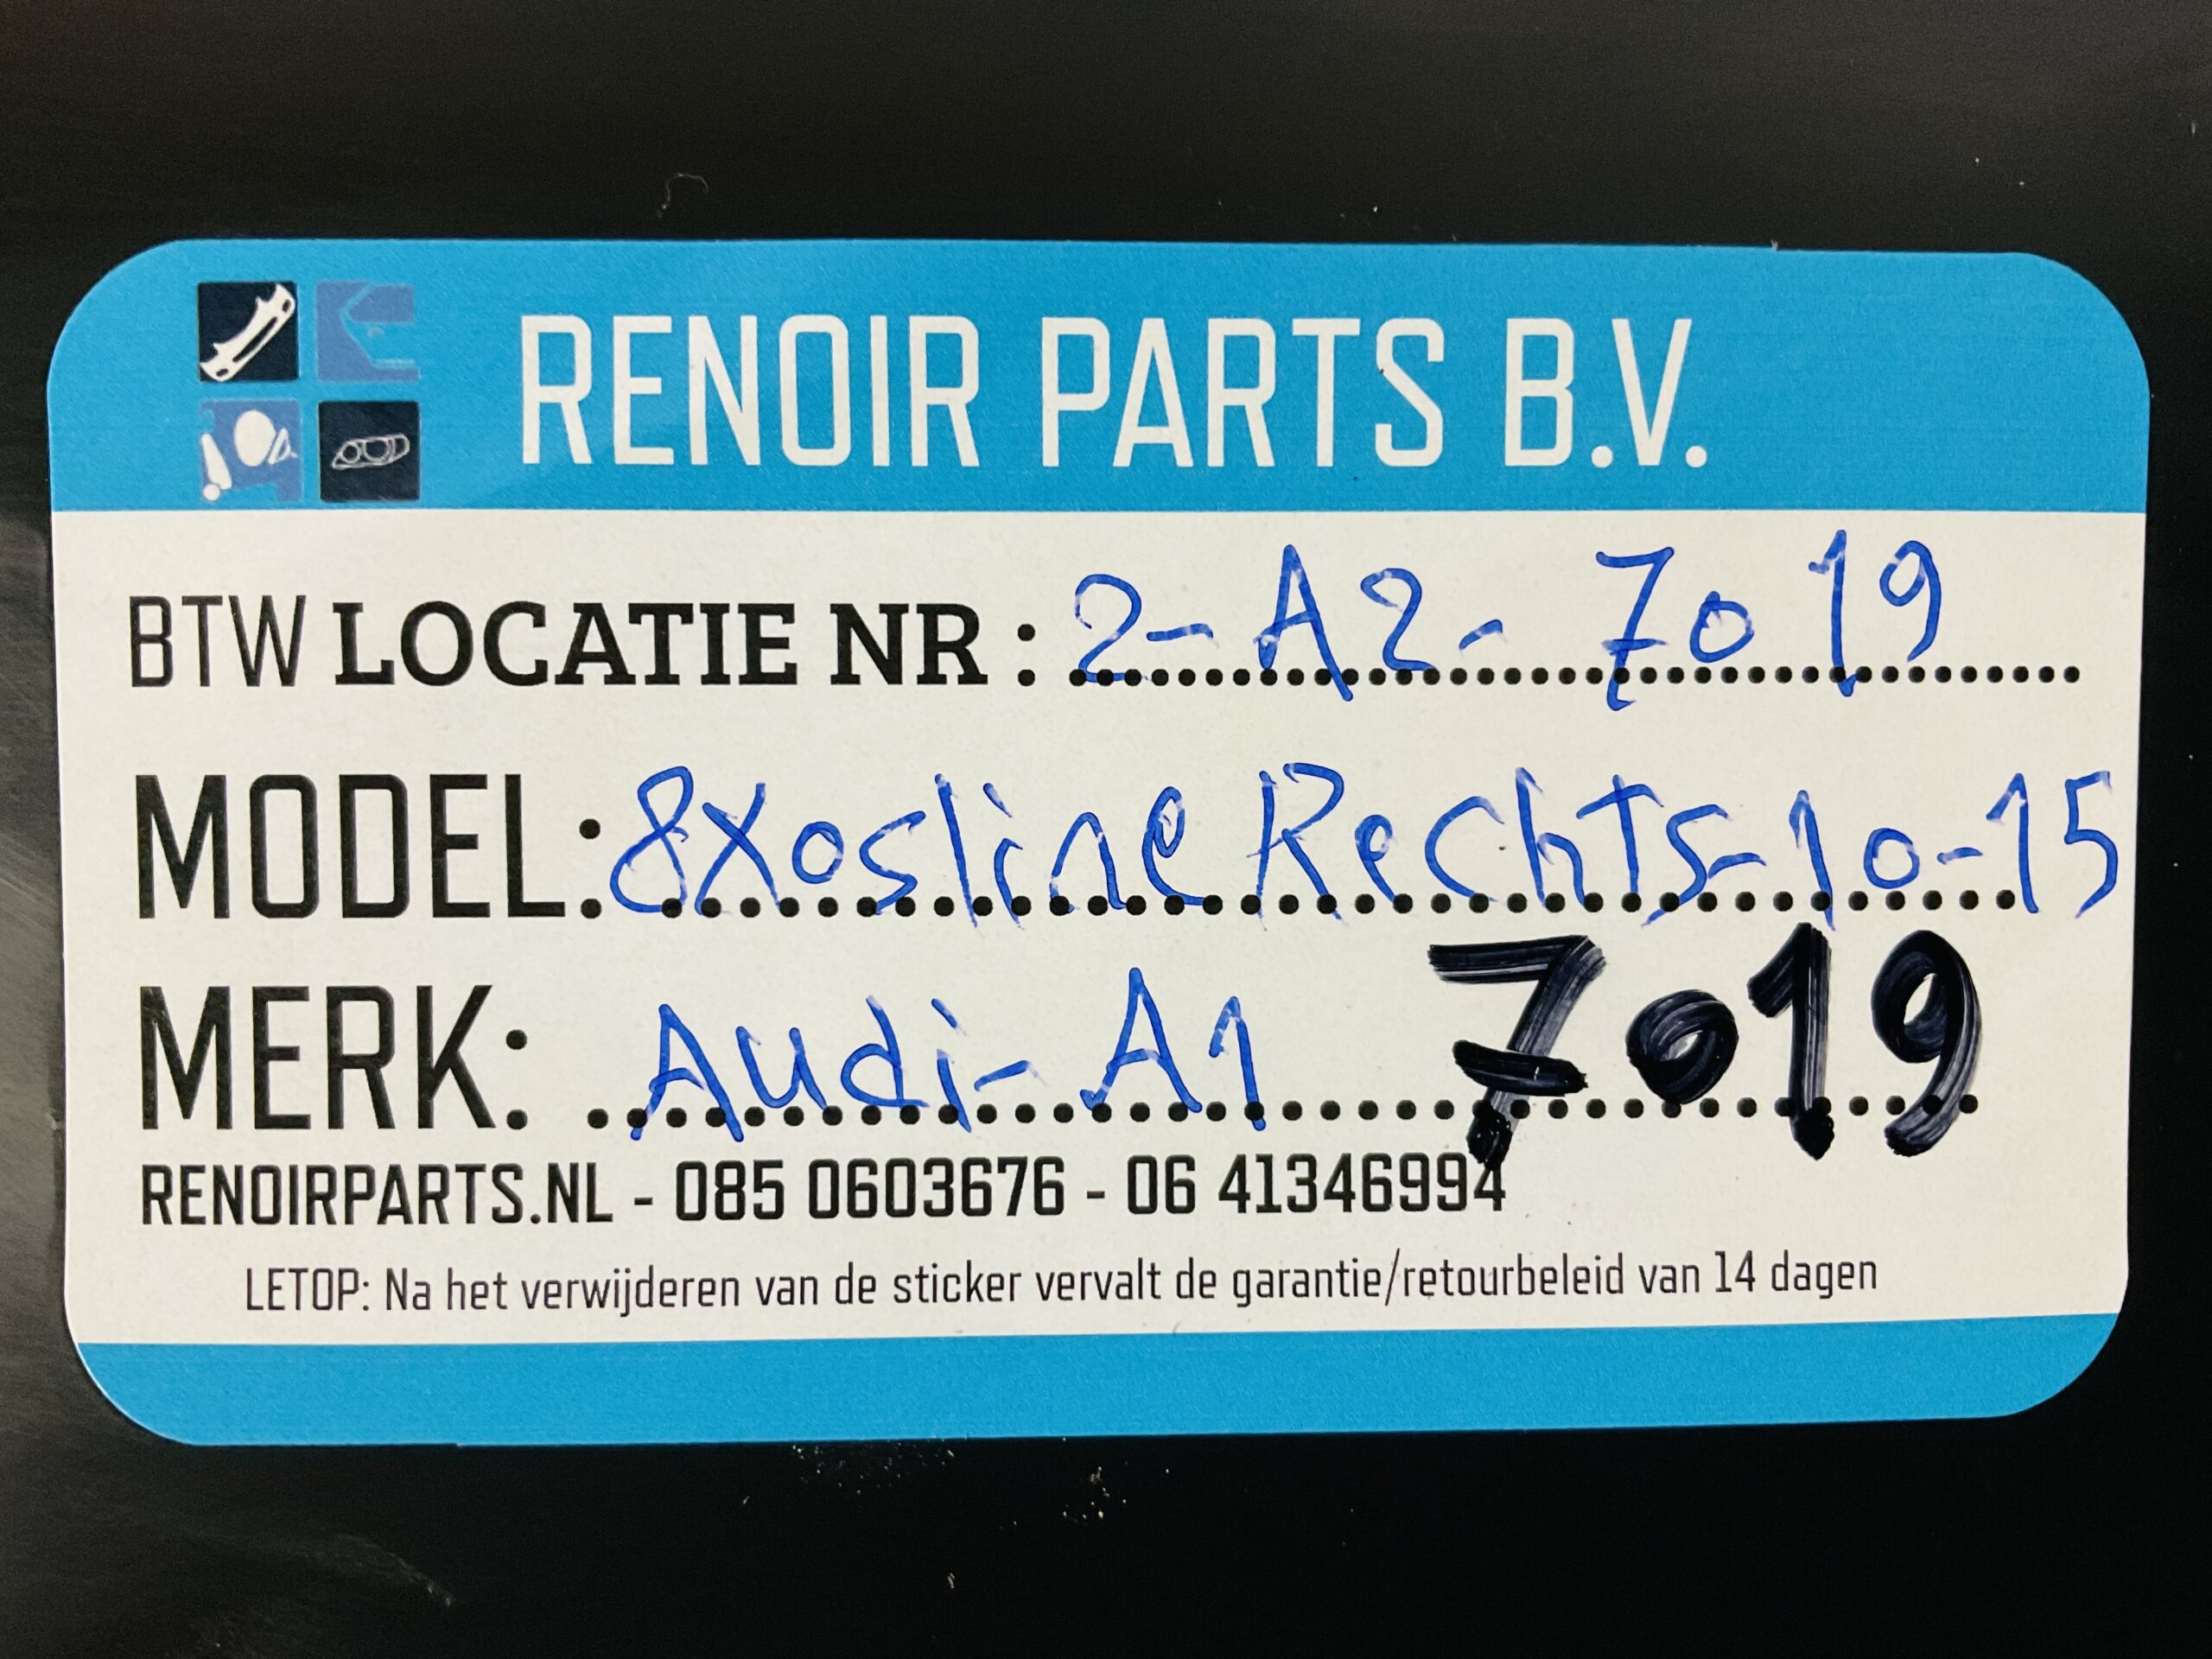 RENOIR PARTS B.V.
BTW LOCATIE NR : 2-A2-7019
MODEL: 8X0sline Rechts-10-15
MERK: Audi-A1 7019
RENOIRPARTS.NL - 085 0603676 - 06 41346994
LETOP: Na het verwijderen van de sticker vervalt de garantie/retourbeleid van 14 dagen